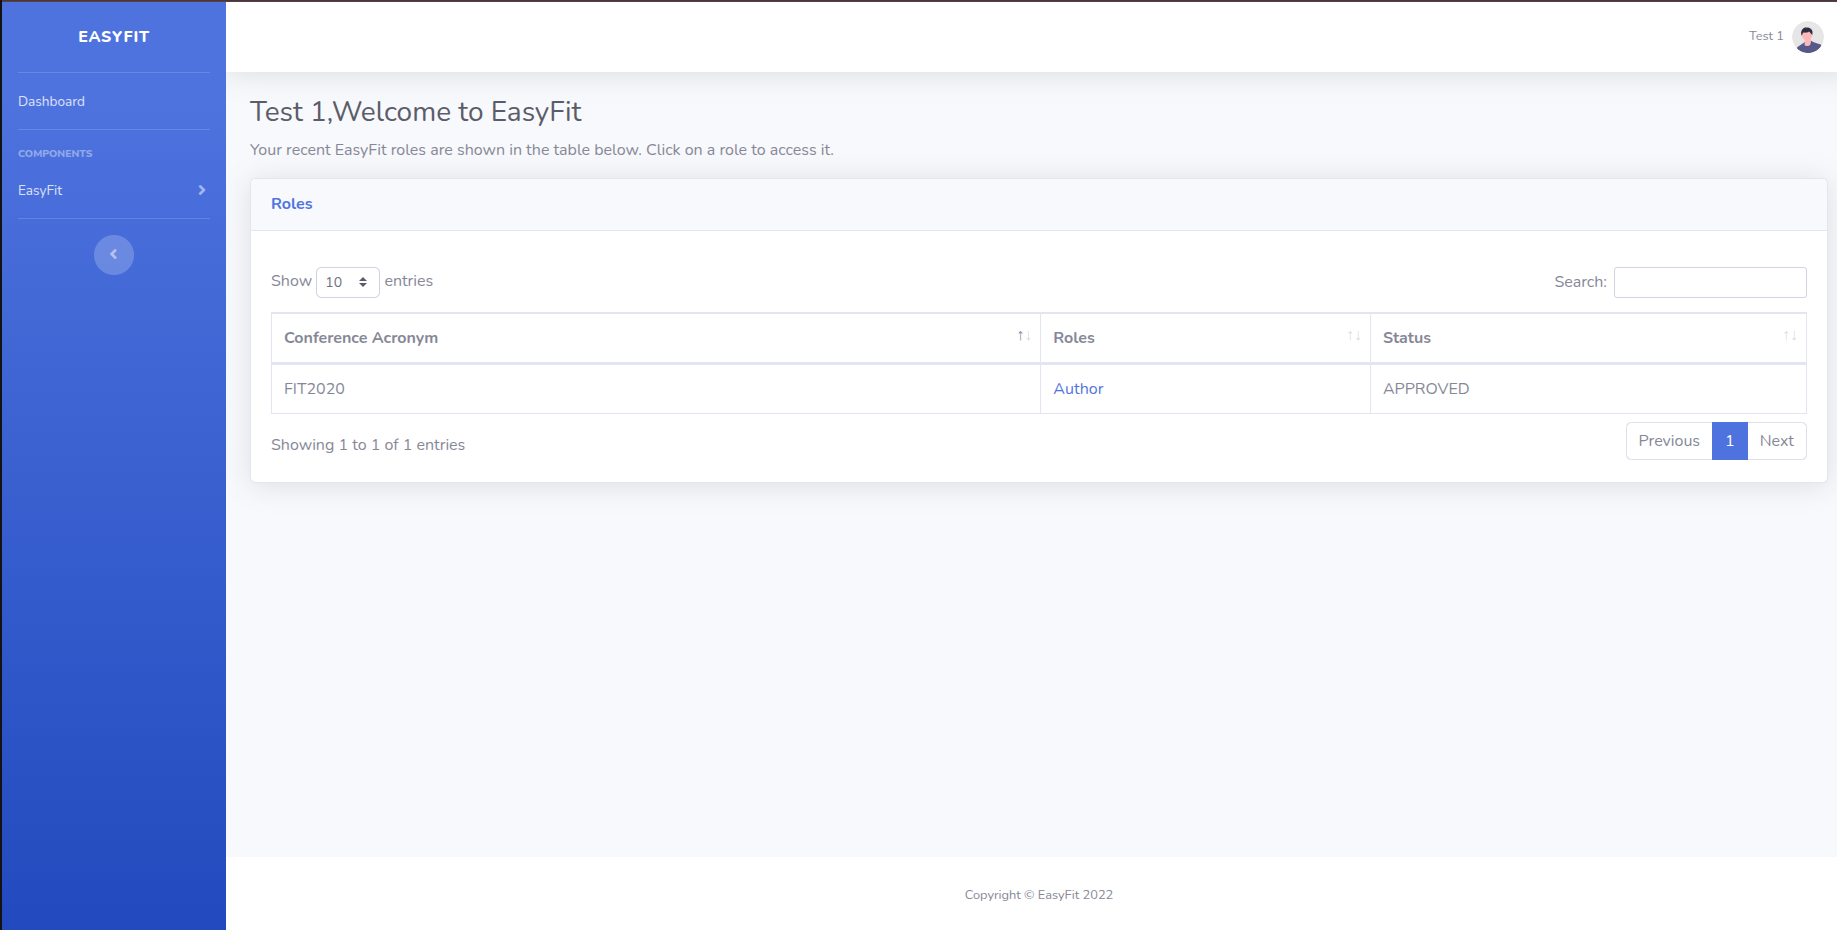 EASYFIT
Test 1
Dashboard
COMPONENTS
EasyFit
Test 1,Welcome to EasyFit
Your recent EasyFit roles are shown in the table below. Click on a role to access it.
Roles
Show 10 entries
Search:
Conference Acronym ↑↓ Roles ↑↓ Status ↑↓
FIT2020 Author APPROVED
Showing 1 to 1 of 1 entries
Previous 1 Next
Copyright © EasyFit 2022